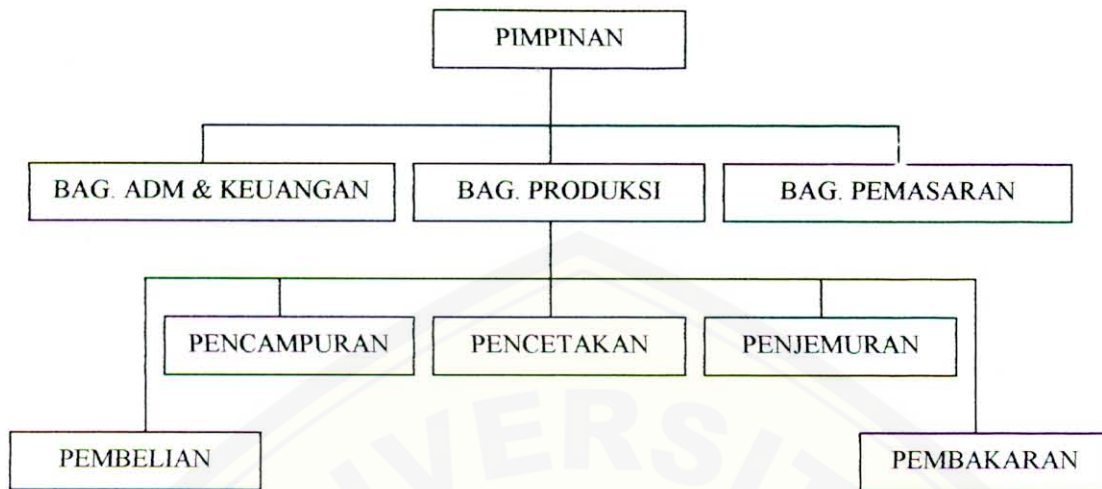 PIMPINAN
BAG. ADM & KEUANGAN
BAG. PRODUKSI
BAG. PEMASARAN
PENCAMPURAN
PENCETAKAN
PENJEMURAN
PEMBELIAN
PEMBAKARAN